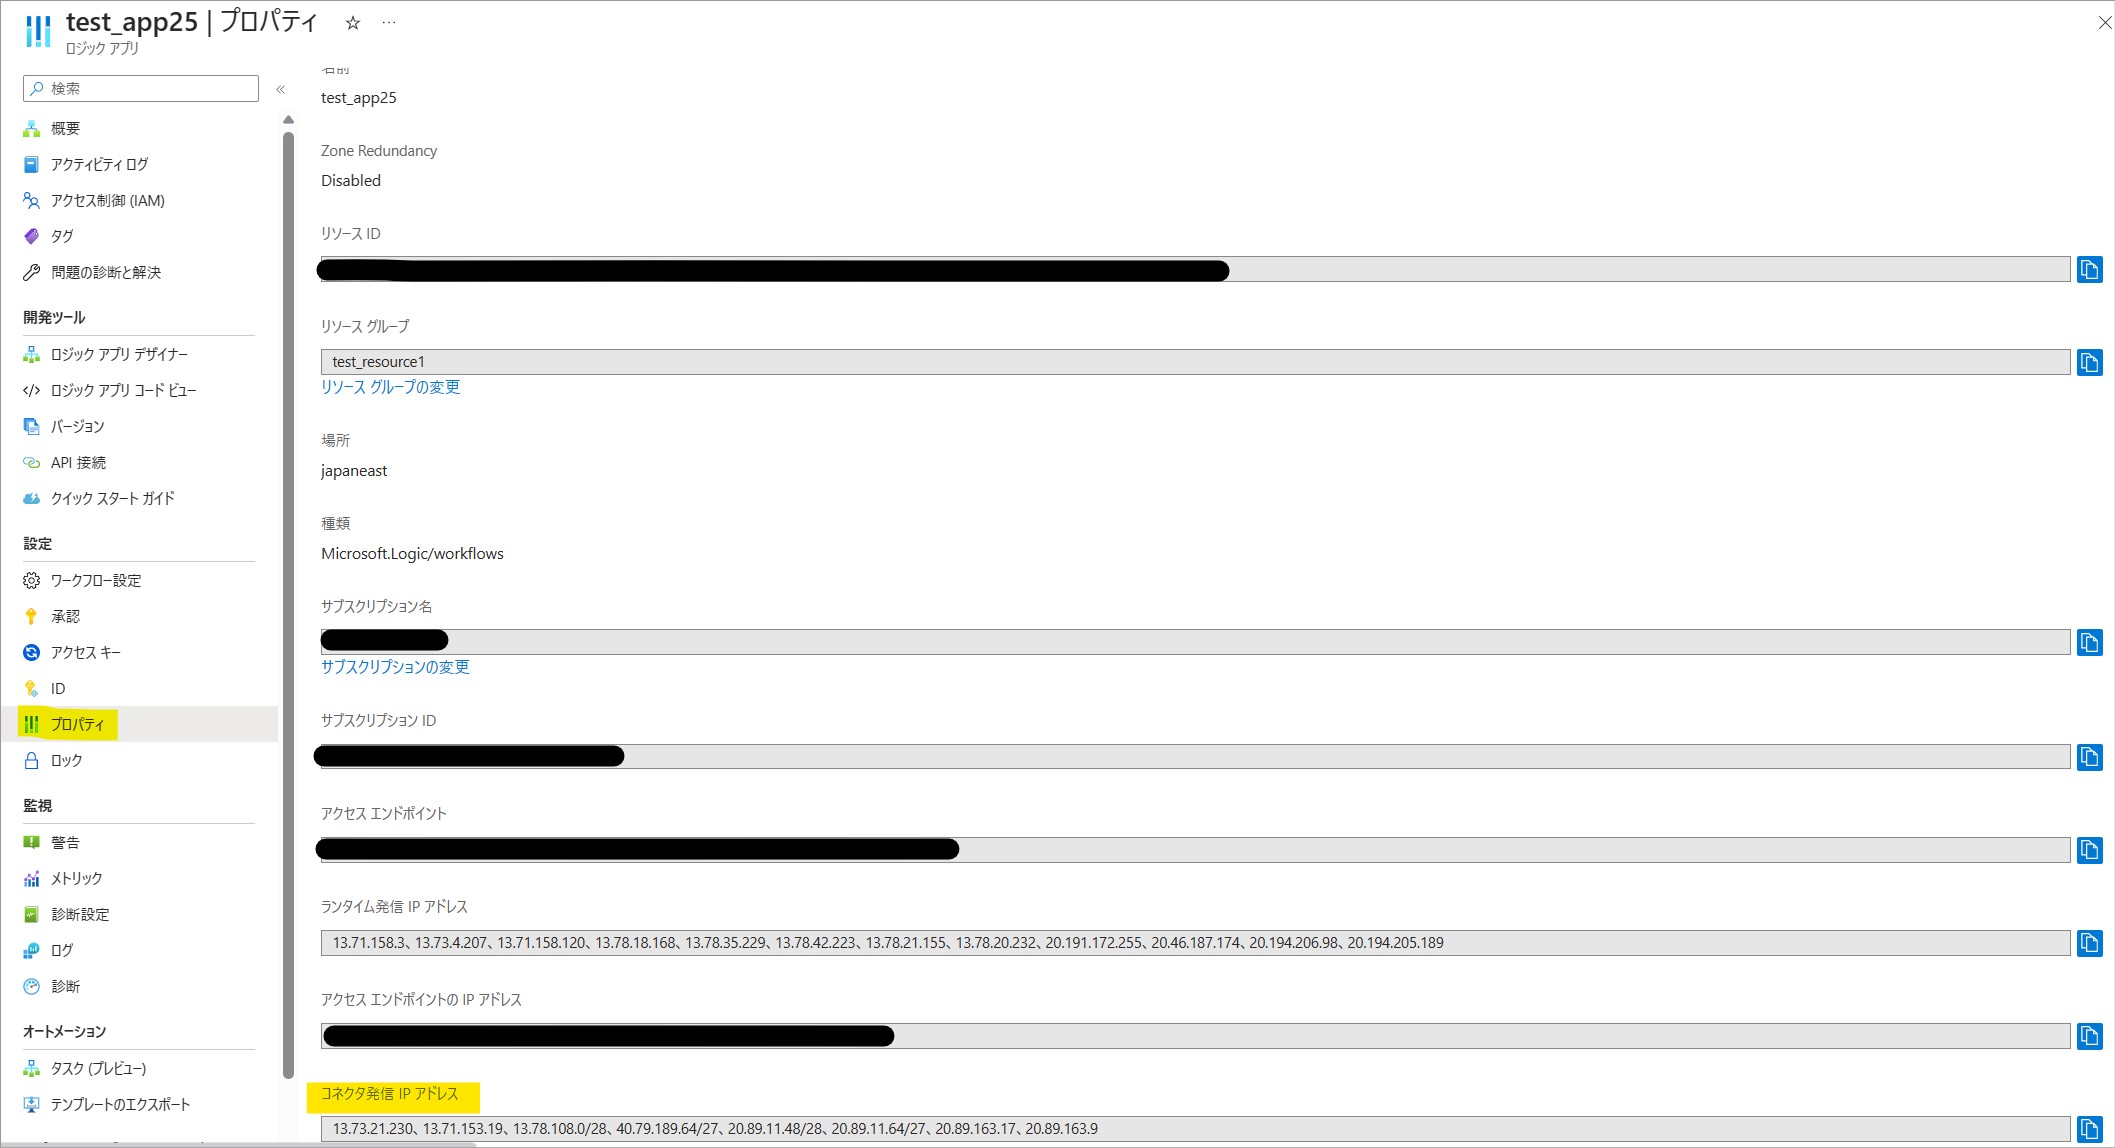 test_app25 | プロパティ ☆ …
ロジック アプリ
検索
概要
アクティビティ ログ
アクセス制御 (IAM)
タグ
問題の診断と解決
開発ツール
ロジック アプリ デザイナー
ロジック アプリ コード ビュー
バージョン
API 接続
クイック スタート ガイド
設定
ワークフロー設定
承認
アクセス キー
ID
プロパティ
ロック
監視
警告
メトリック
診断設定
ログ
診断
オートメーション
タスク (プレビュー)
テンプレートのエクスポート
名前
test_app25
Zone Redundancy
Disabled
リソース ID
リソース グループ
test_resource1
リソース グループの変更
場所
japaneast
種類
Microsoft.Logic/workflows
サブスクリプション名
サブスクリプションの変更
サブスクリプション ID
アクセス エンドポイント
ランタイム発信 IP アドレス
13.71.158.3、13.73.4.207、13.71.158.120、13.78.18.168、13.78.35.229、13.78.42.223、13.78.21.155、13.78.20.232、20.191.172.255、20.46.187.174、20.194.206.98、20.194.205.189
アクセス エンドポイントの IP アドレス
コネクタ発信 IP アドレス
13.73.21.230、13.71.153.19、13.78.108.0/28、40.79.189.64/27、20.89.11.48/28、20.89.11.64/27、20.89.163.17、20.89.163.9